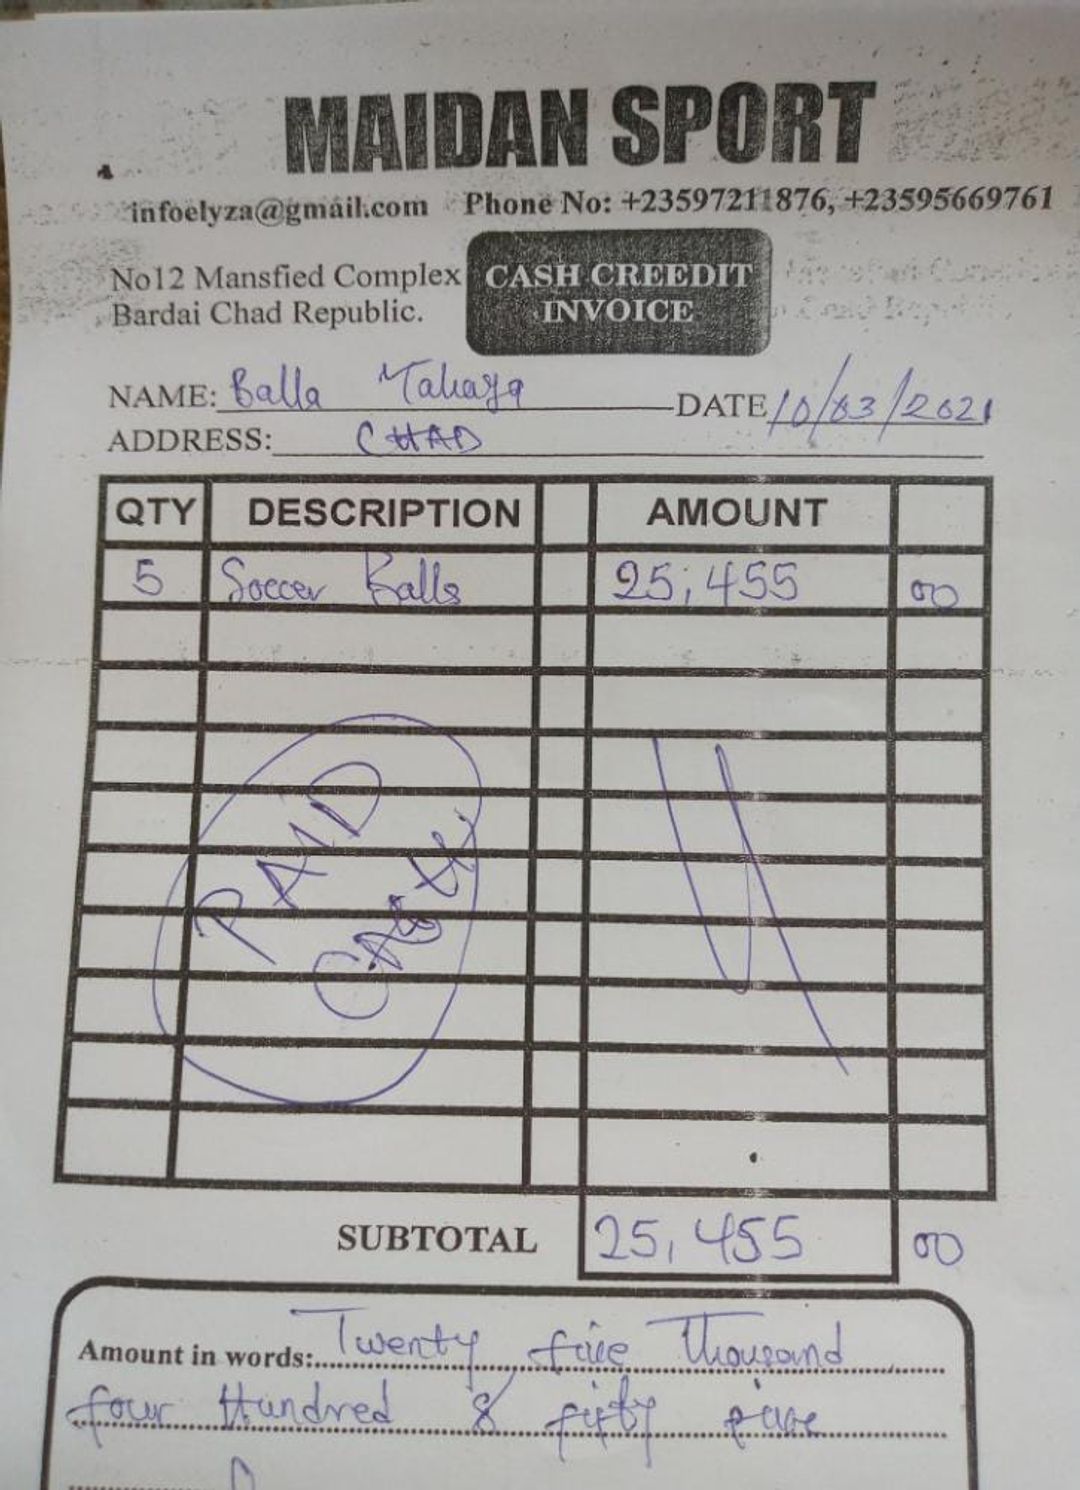 MAIDAN SPORT
infoelyza@gmail.com Phone No: +23597211876, +23595669761
No12 Mansfied Complex
Bardai Chad Republic.
CASH CREEDIT
INVOICE
NAME: Balla Tahaya
DATE 10/03/2021
ADDRESS: CHAD
QTY DESCRIPTION AMOUNT
5 Soccer Balls 25,455 00
PAID
SUBTOTAL 25,455 00
Amount in words: Twenty five Thousand
four Hundred & fifty five